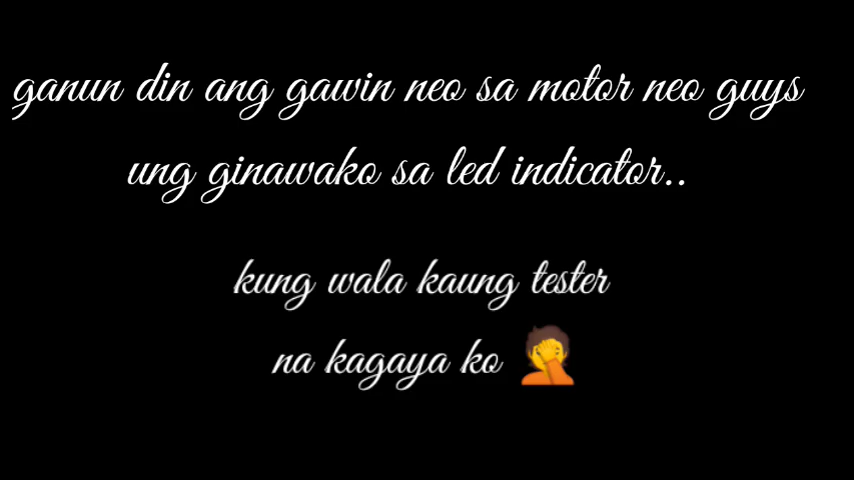 ganun din ang gawin neo sa motor neo guys
ung ginawako sa led indicator..
kung wala kaung tester
na kagaya ko 🤦